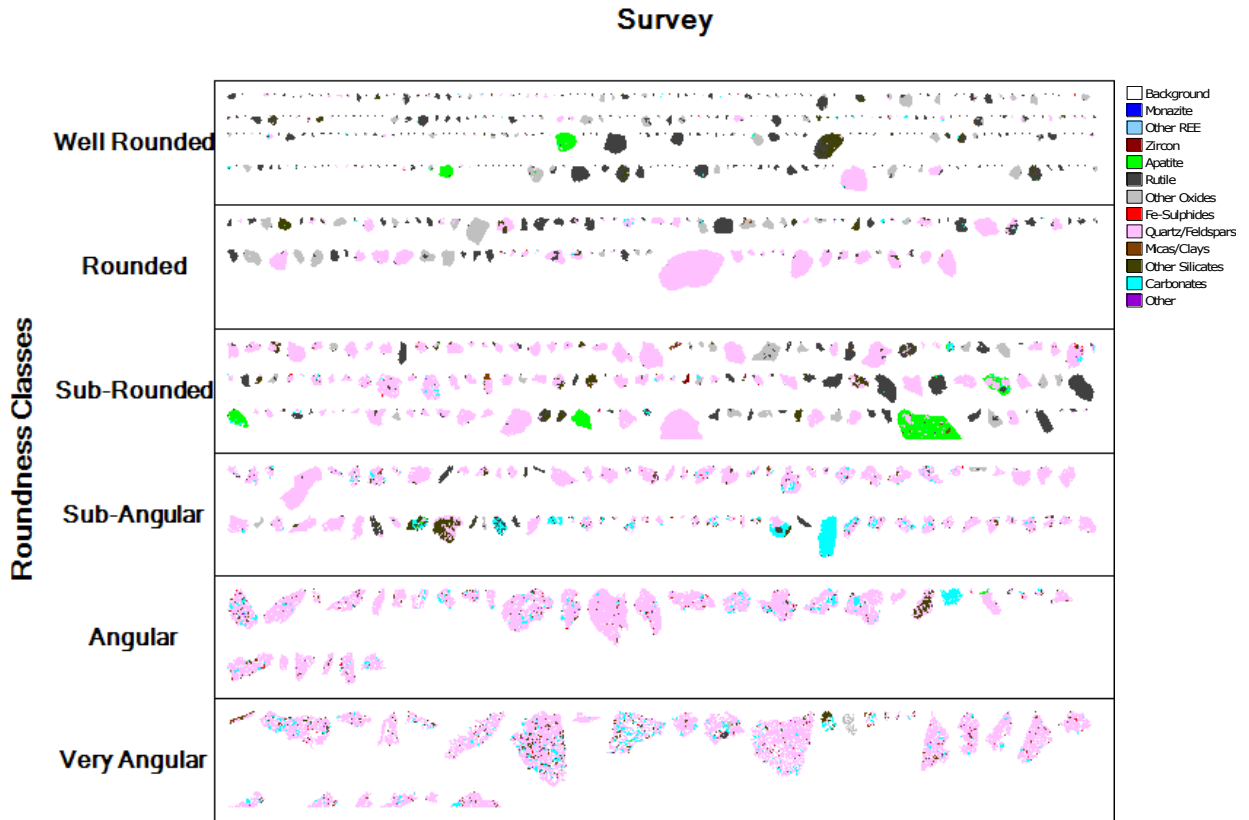 Survey
Roundness Classes
Well Rounded
Rounded
Sub-Rounded
Sub-Angular
Angular
Very Angular
Background
Monazite
Other REE
Zircon
Apatite
Rutile
Other Oxides
Fe-Sulphides
Quartz/Feldspars
Micas/Clays
Other Silicates
Carbonates
Other